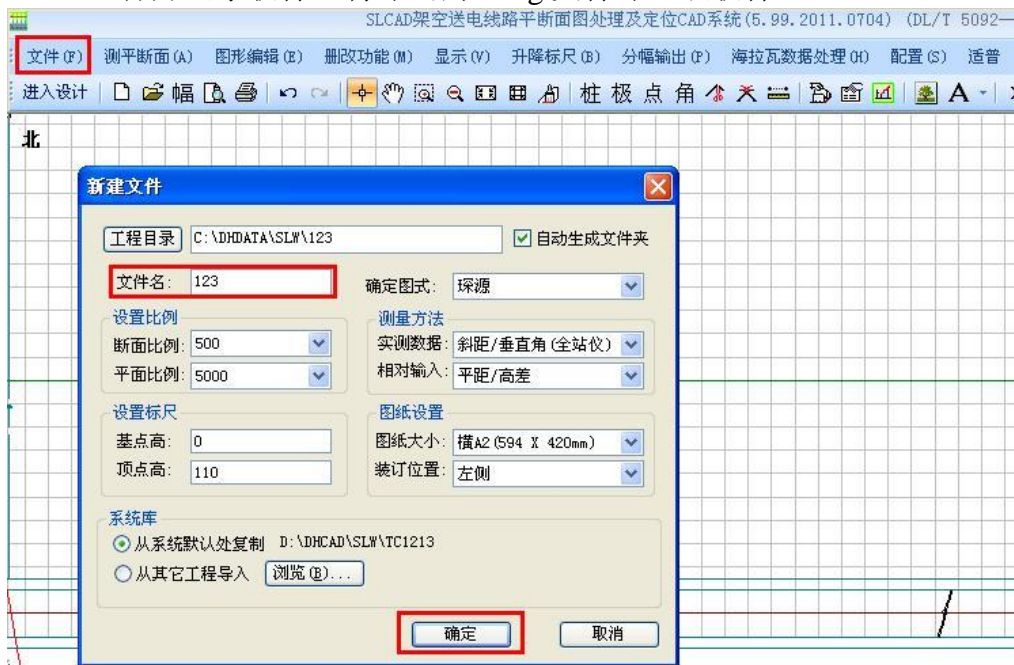 SLCAD架空送电线路平断面图处理及定位CAD系统(5.99.2011.0704) (DL/T 5092—
文件(F) 测平断面(A) 图形编辑(E) 删改功能(M) 显示(V) 升降标尺(B) 分幅输出(P) 海拉瓦数据处理(H) 配置(S) 适普
进入设计 幅 桩 极 点 角 A
北
新建文件
工程目录 C:\DHDATA\SLW\123 自动生成文件夹
文件名: 123 确定图式: 琛源
设置比例 测量方法
断面比例: 500 实测数据: 斜距/垂直角(全站仪)
平面比例: 5000 相对输入: 平距/高差
设置标尺 图纸设置
基点高: 0 图纸大小: 横A2(594 X 420mm)
顶点高: 110 装订位置: 左侧
系统库
从系统默认处复制 D:\DHCAD\SLW\TC1213
从其它工程导入 浏览(B)...
确定 取消